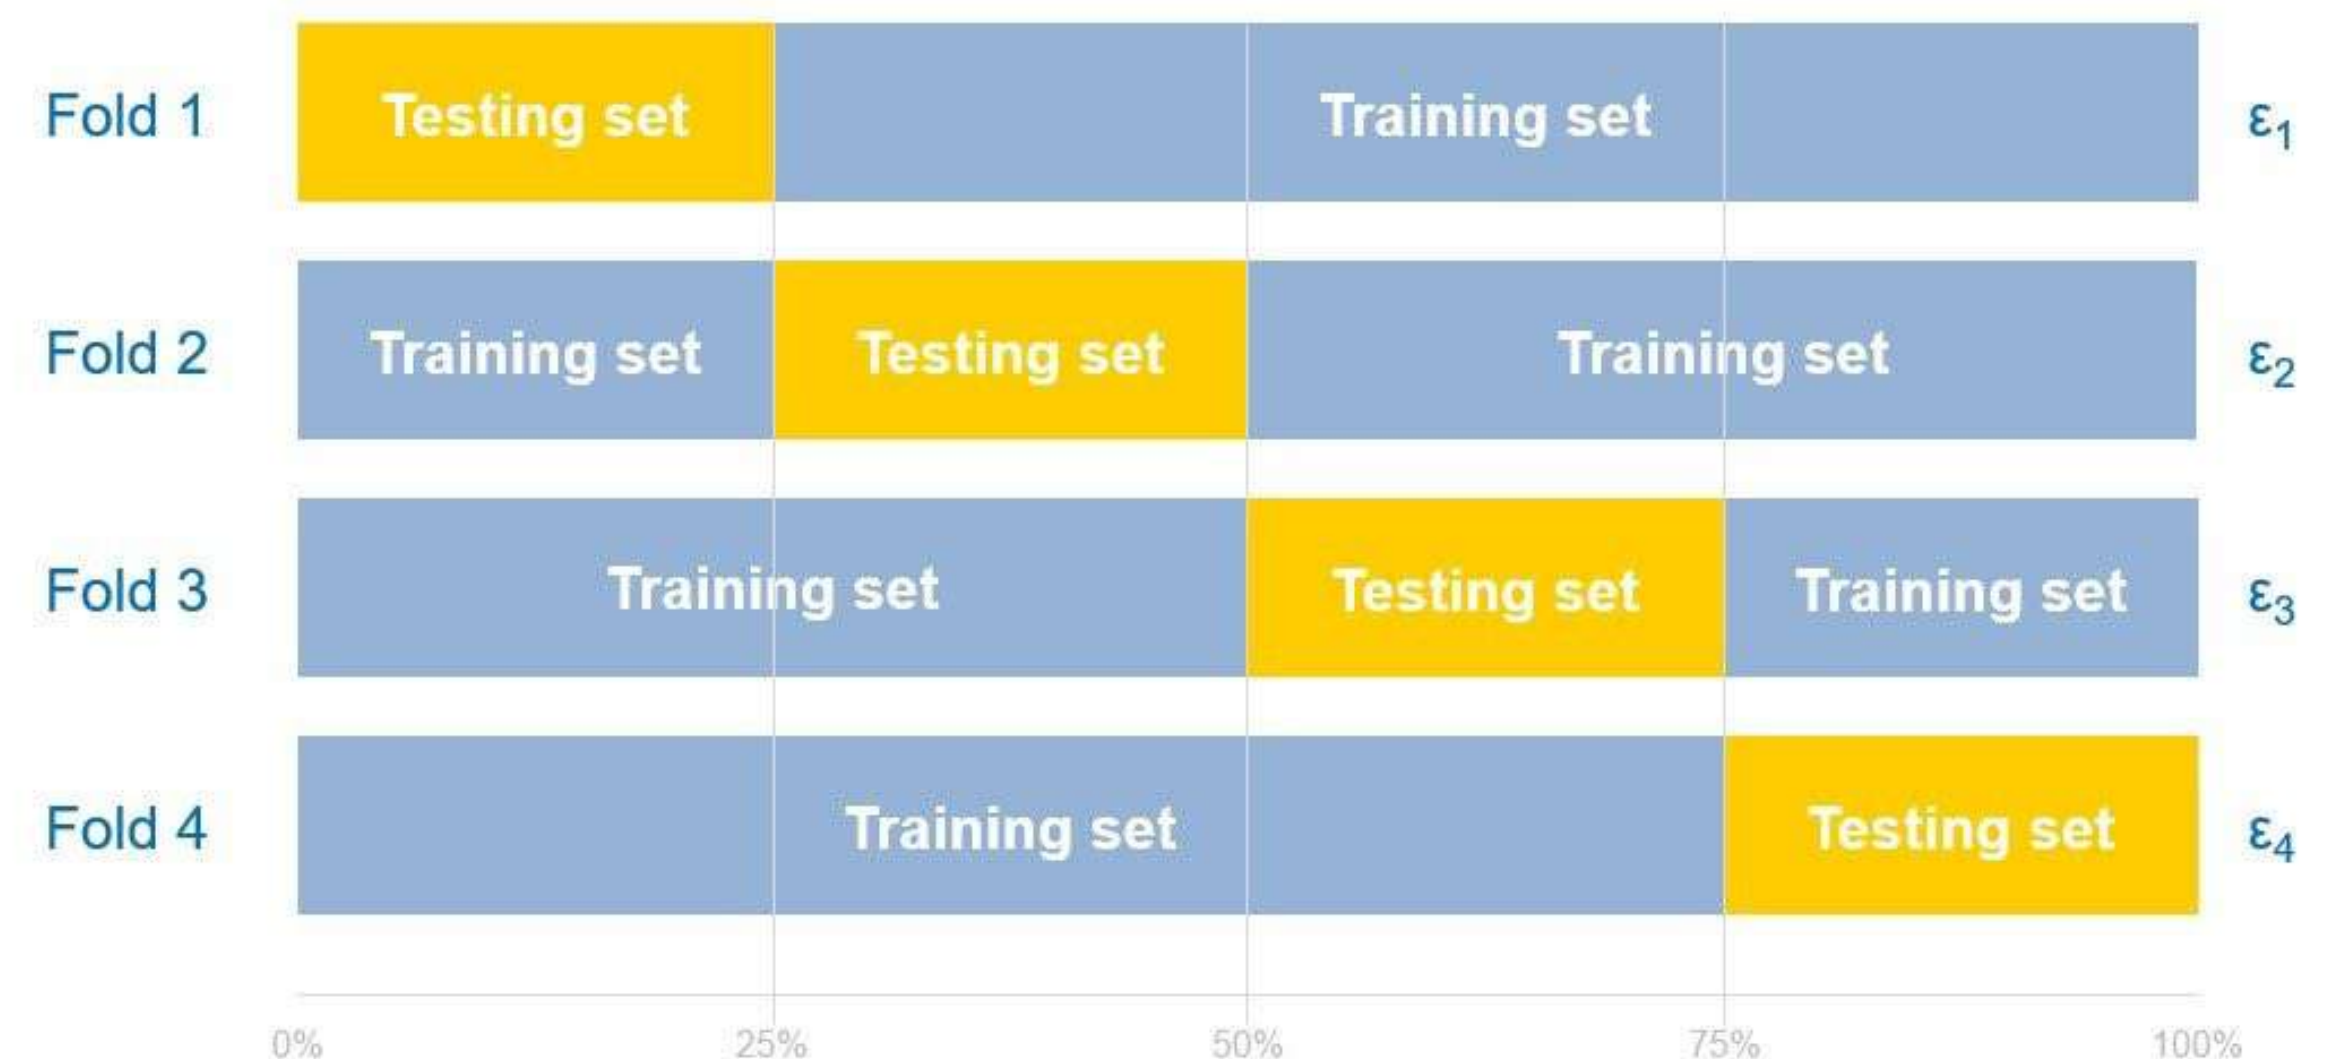 Fold 1 Testing set Training set ε₁
Fold 2 Training set Testing set Training set ε₂
Fold 3 Training set Testing set Training set ε₃
Fold 4 Training set Testing set ε₄
0% 25% 50% 75% 100%